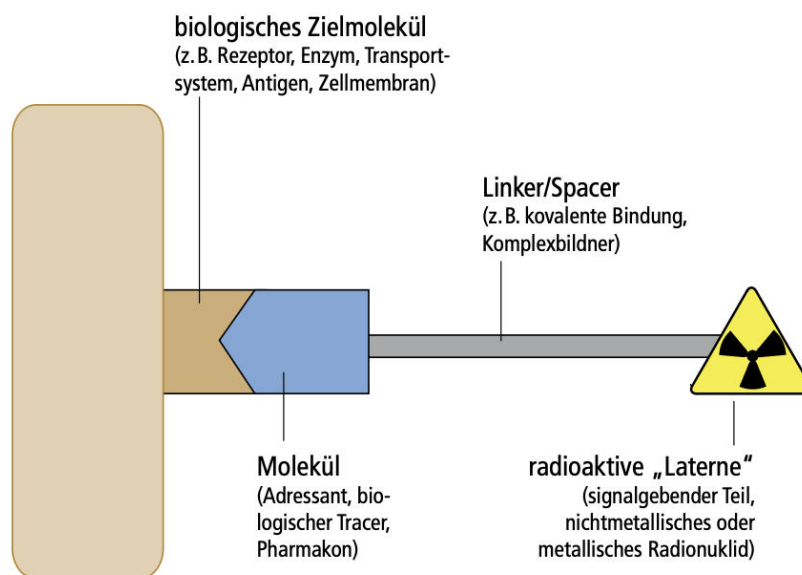 biologisches Zielmolekül
(z. B. Rezeptor, Enzym, Transport-
system, Antigen, Zellmembran)
Linker/Spacer
(z. B. kovalente Bindung,
Komplexbildner)
Molekül
(Adressant, bio-
logischer Tracer,
Pharmakon)
radioaktive „Laterne“
(signalgebender Teil,
nichtmetallisches oder
metallisches Radionuklid)